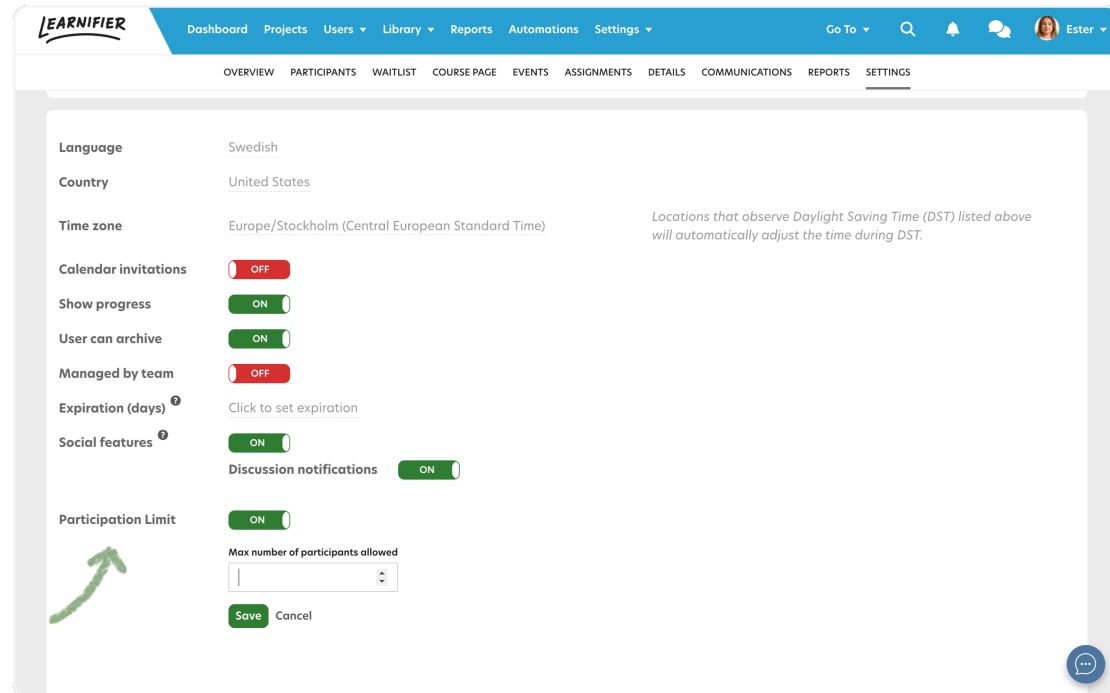 LEARNIFIER
Dashboard Projects Users Library Reports Automations Settings Go To Ester
OVERVIEW PARTICIPANTS WAITLIST COURSE PAGE EVENTS ASSIGNMENTS DETAILS COMMUNICATIONS REPORTS SETTINGS
Language Swedish
Country United States
Time zone Europe/Stockholm (Central European Standard Time)
Locations that observe Daylight Saving Time (DST) listed above
will automatically adjust the time during DST.
Calendar invitations OFF
Show progress ON
User can archive ON
Managed by team OFF
Expiration (days) ? Click to set expiration
Social features ? ON
Discussion notifications ON
Participation Limit ON
Max number of participants allowed
Save Cancel